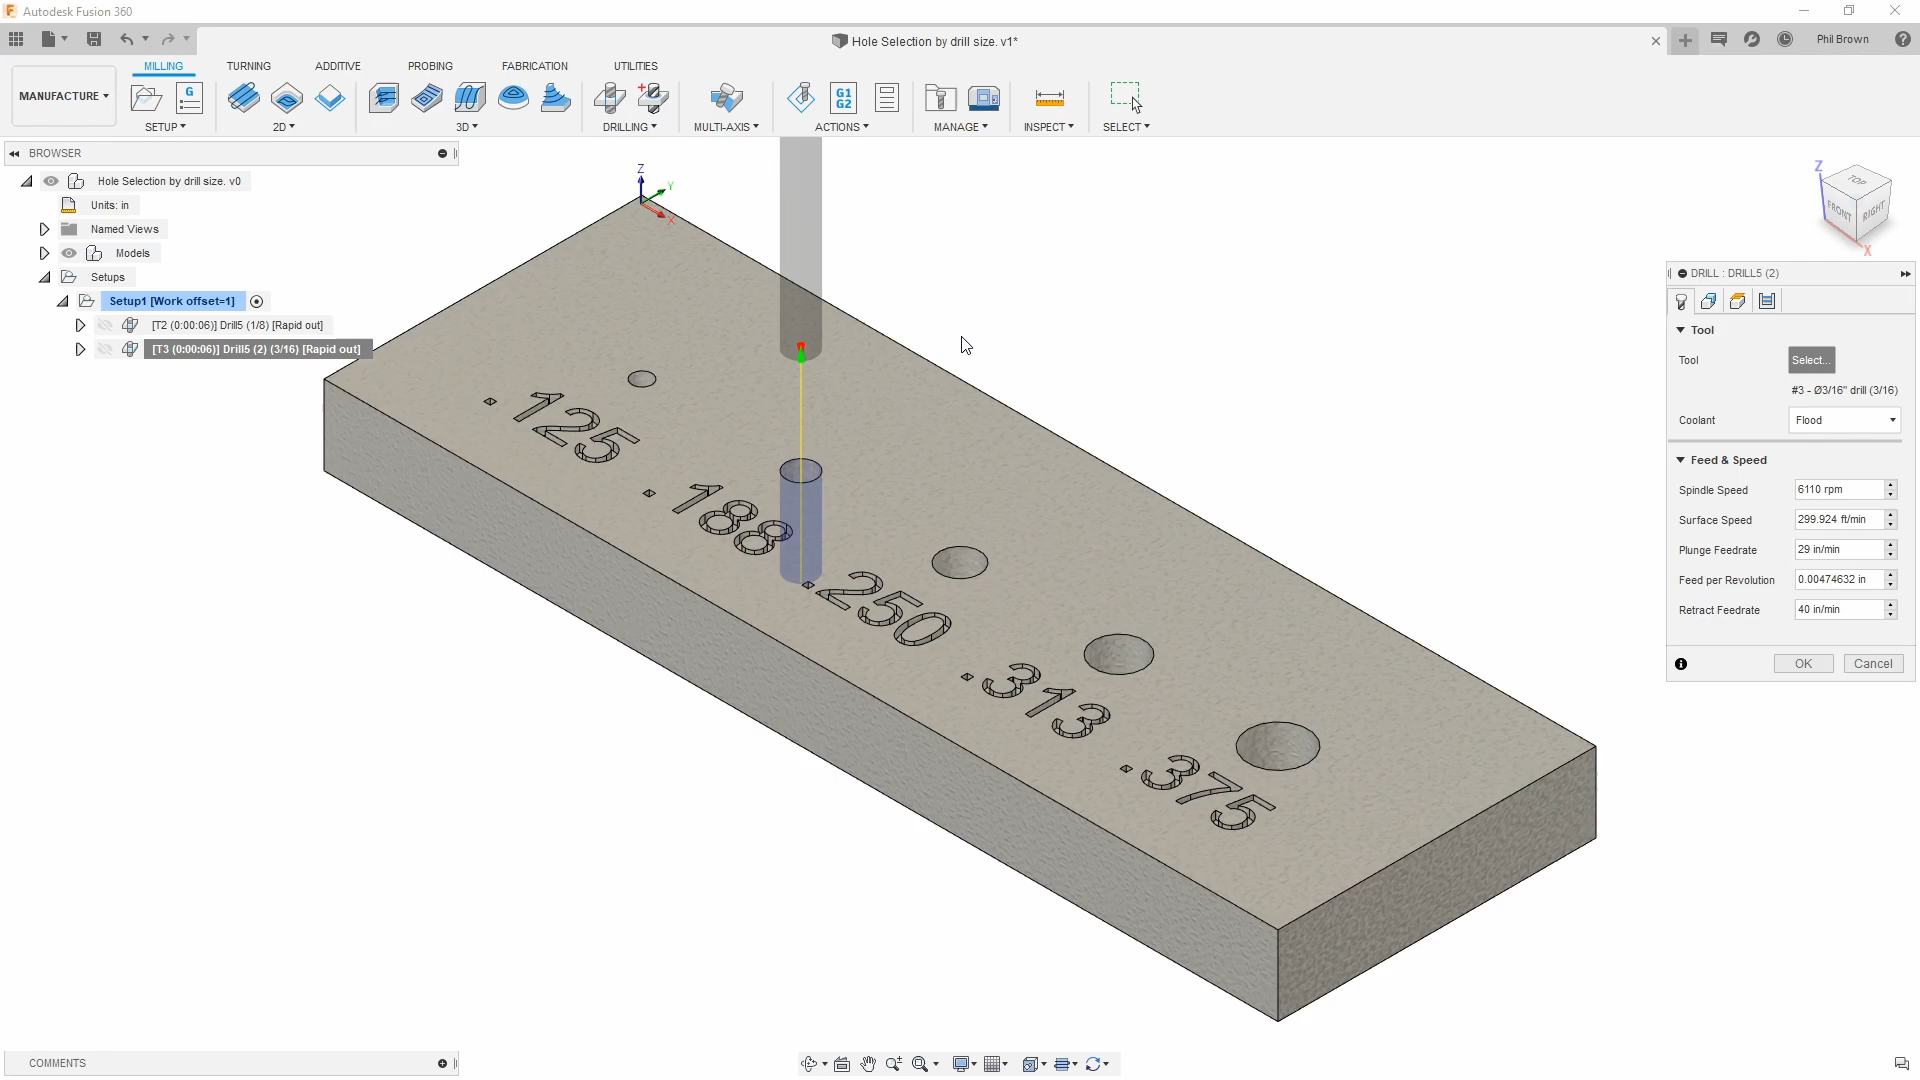 Autodesk Fusion 360
Hole Selection by drill size. v1*
Phil Brown
MILLING TURNING ADDITIVE PROBING FABRICATION UTILITIES
MANUFACTURE
G
G1
G2
SETUP 2D 3D DRILLING MULTI-AXIS ACTIONS MANAGE INSPECT SELECT
BROWSER
Hole Selection by drill size. v0
Units: in
Named Views
Models
Setups
Setup1 [Work offset=1]
[T2 (0:00:06)] Drill5 (1/8) [Rapid out]
[T3 (0:00:06)] Drill5 (2) (3/16) [Rapid out]
Z
Y
X
.125
.188
.250
.313
.375
Z
TOP
FRONT
RIGHT
X
DRILL : DRILL5 (2)
Tool
Tool Select...
#3 - Ø3/16" drill (3/16)
Coolant Flood
Feed & Speed
Spindle Speed 6110 rpm
Surface Speed 299.924 ft/min
Plunge Feedrate 29 in/min
Feed per Revolution 0.00474632 in
Retract Feedrate 40 in/min
OK Cancel
COMMENTS